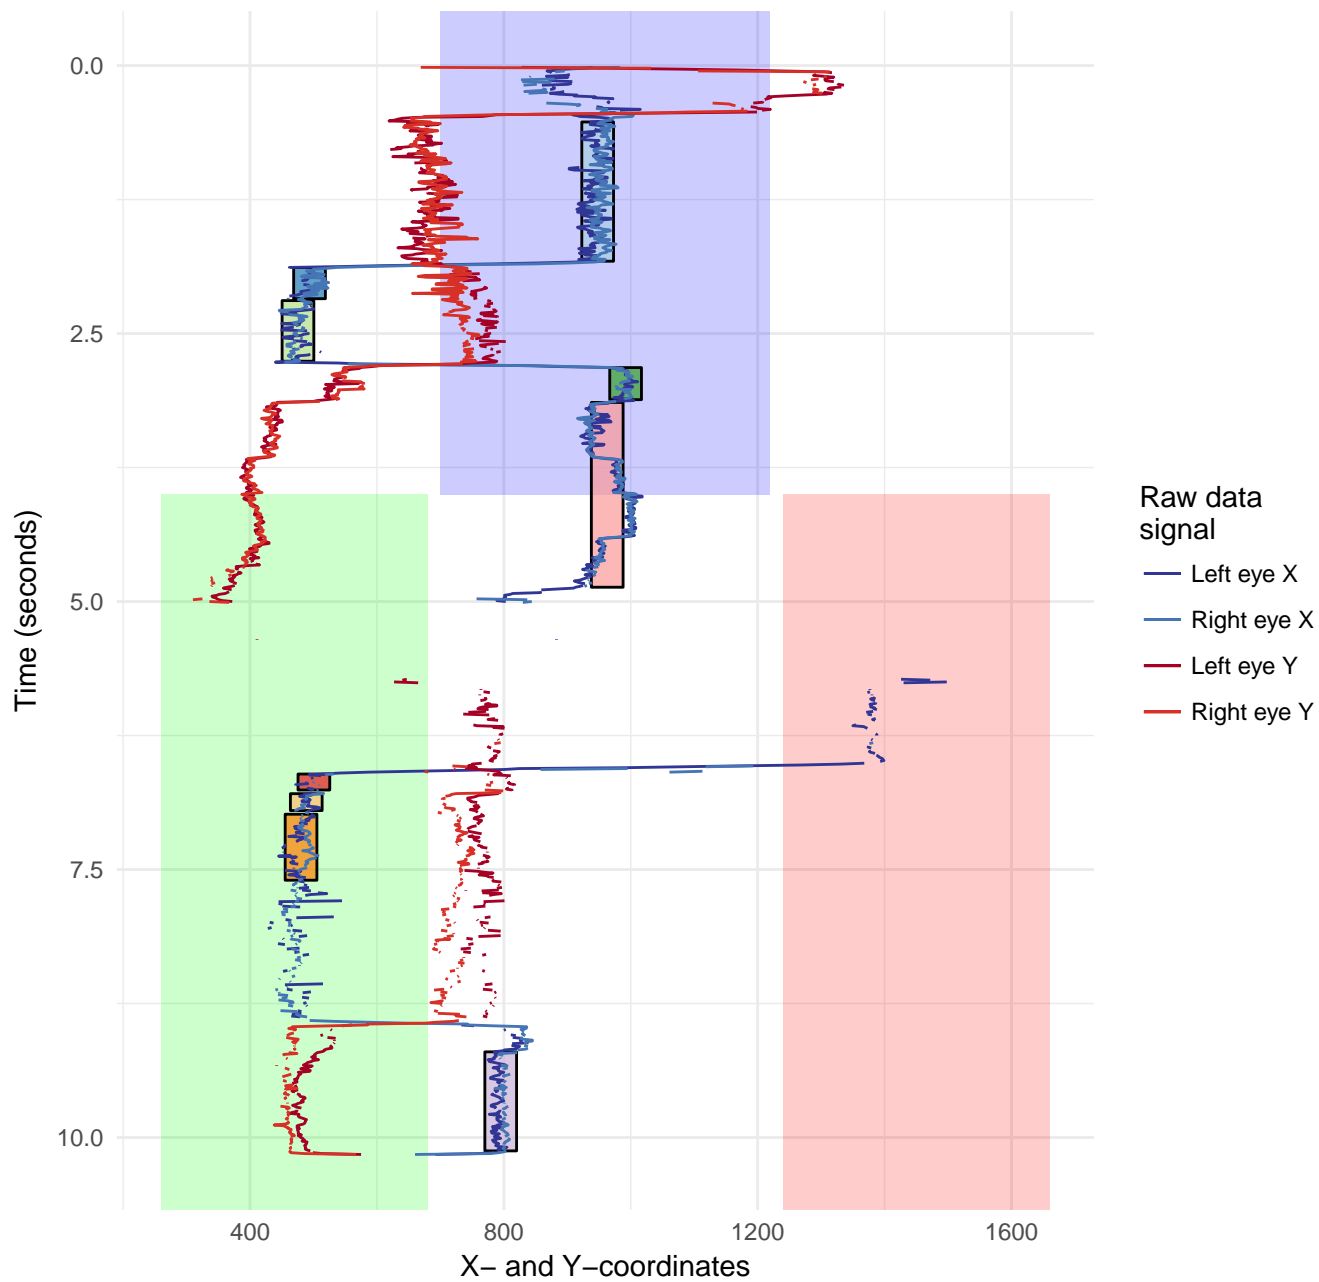 0.0
2.5
5.0
7.5
10.0
Time (seconds)
400
800
1200
1600
X− and Y−coordinates
Raw data
signal
Left eye X
Right eye X
Left eye Y
Right eye Y